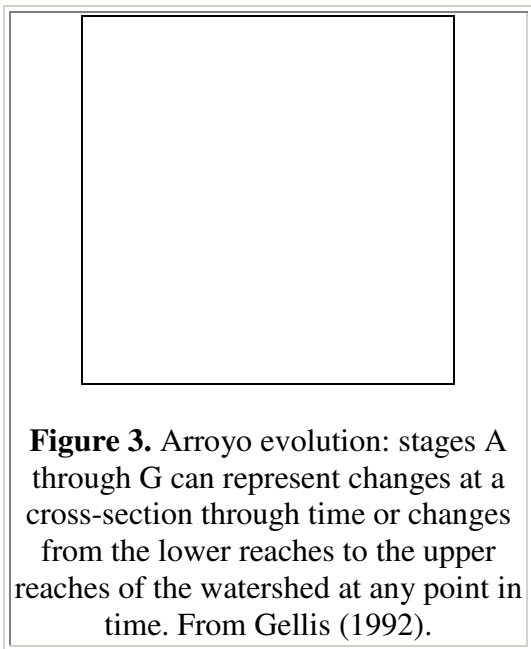 Figure 3. Arroyo evolution: stages A
through G can represent changes at a
cross-section through time or changes
from the lower reaches to the upper
reaches of the watershed at any point in
time. From Gellis (1992).